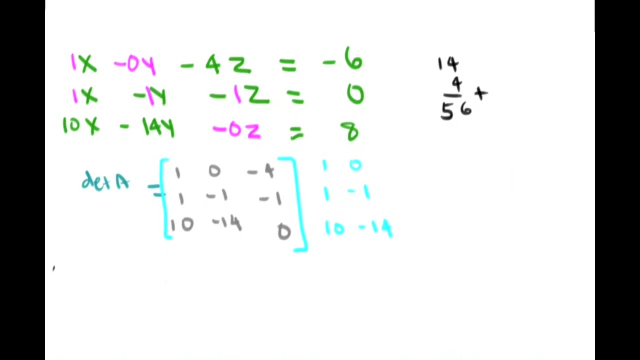 1x -0y - 4z = -6
1x -1y -1z = 0
10x - 14y -0z = 8
14
4 +
56
det A = [ 1 0 -4 ] 1 0
1 -1 -1 1 -1
10 -14 0 10 -14